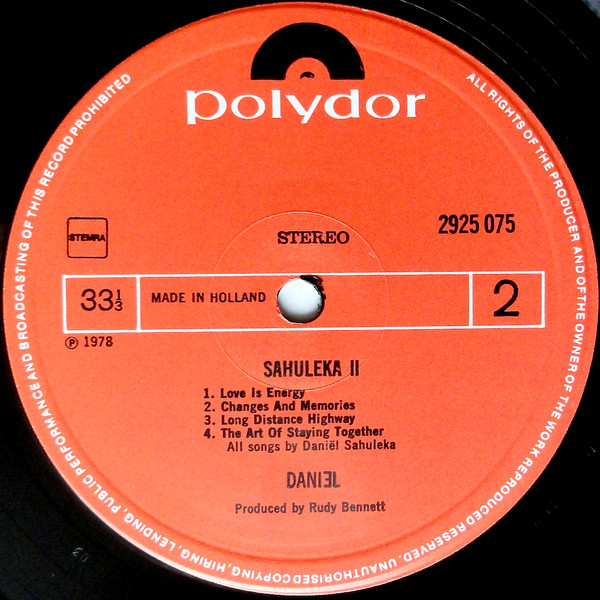 polydor
ALL RIGHTS OF THE PRODUCER AND OF THE OWNER OF THE WORK REPRODUCED RESERVED. UNAUTHORISED COPYING, HIRING, LENDING, PUBLIC PERFORMANCE AND BROADCASTING OF THIS RECORD PROHIBITED
STEMRA
STEREO
2925 075
33 1/3
MADE IN HOLLAND
2
Ⓟ 1978
SAHULEKA II
1. Love Is Energy
2. Changes And Memories
3. Long Distance Highway
4. The Art Of Staying Together
All songs by Daniël Sahuleka
DANIƎL
Produced by Rudy Bennett